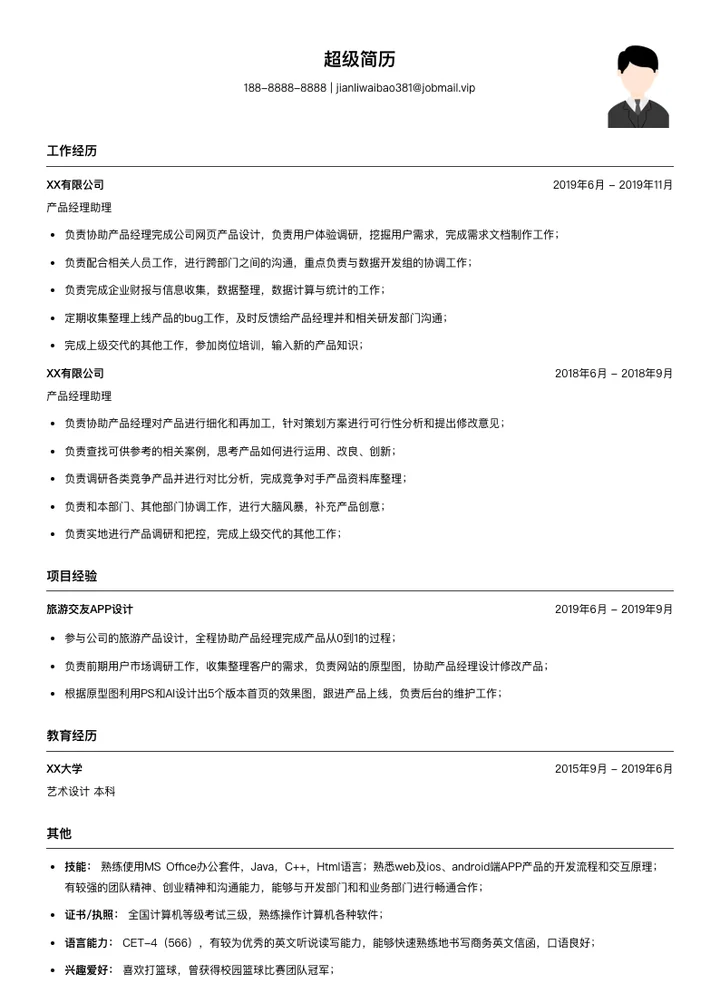 超级简历
188-8888-8888 | jianliwaibao381@jobmail.vip
工作经历
XX有限公司 2019年6月 – 2019年11月
产品经理助理
• 负责协助产品经理完成公司网页产品设计，负责用户体验调研，挖掘用户需求，完成需求文档制作工作；
• 负责配合相关人员工作，进行跨部门之间的沟通，重点负责与数据开发组的协调工作；
• 负责完成企业财报与信息收集，数据整理，数据计算与统计的工作；
• 定期收集整理上线产品的bug工作，及时反馈给产品经理并和相关研发部门沟通；
• 完成上级交代的其他工作，参加岗位培训，输入新的产品知识；
XX有限公司 2018年6月 – 2018年9月
产品经理助理
• 负责协助产品经理对产品进行细化和再加工，针对策划方案进行可行性分析和提出修改意见；
• 负责查找可供参考的相关案例，思考产品如何进行运用、改良、创新；
• 负责调研各类竞争产品并进行对比分析，完成竞争对手产品资料库整理；
• 负责和本部门、其他部门协调工作，进行大脑风暴，补充产品创意；
• 负责实地进行产品调研和把控，完成上级交代的其他工作；
项目经验
旅游交友APP设计 2019年6月 – 2019年9月
• 参与公司的旅游产品设计，全程协助产品经理完成产品从0到1的过程；
• 负责前期用户市场调研工作，收集整理客户的需求，负责网站的原型图，协助产品经理设计修改产品；
• 根据原型图利用PS和AI设计出5个版本首页的效果图，跟进产品上线，负责后台的维护工作；
教育经历
XX大学 2015年9月 – 2019年6月
艺术设计 本科
其他
• 技能： 熟练使用MS Office办公套件，Java，C++，Html语言；熟悉web及ios、android端APP产品的开发流程和交互原理；
有较强的团队精神、创业精神和沟通能力，能够与开发部门和和业务部门进行畅通合作；
• 证书/执照： 全国计算机等级考试三级，熟练操作计算机各种软件；
• 语言能力： CET-4（566），有较为优秀的英文听说读写能力，能够快速熟练地书写商务英文信函，口语良好；
• 兴趣爱好： 喜欢打篮球，曾获得校园篮球比赛团队冠军；